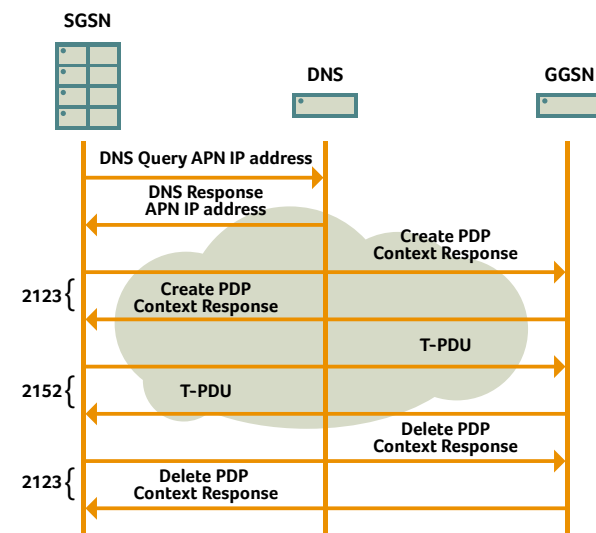 SGSN
DNS
GGSN
DNS Query APN IP address
DNS Response
APN IP address
Create PDP
Context Response
2123{
Create PDP
Context Response
T-PDU
2152{
T-PDU
Delete PDP
Context Response
2123{
Delete PDP
Context Response